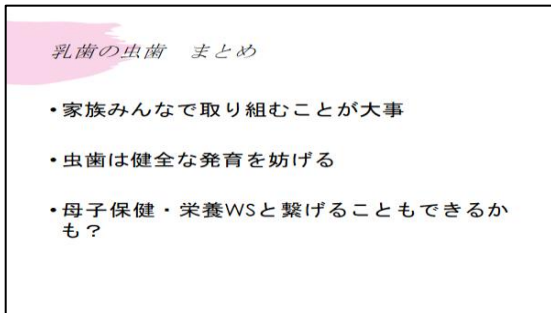 乳歯の虫歯　まとめ
•家族みんなで取り組むことが大事
•虫歯は健全な発育を妨げる
•母子保健・栄養WSと繋げることもできるか
も？